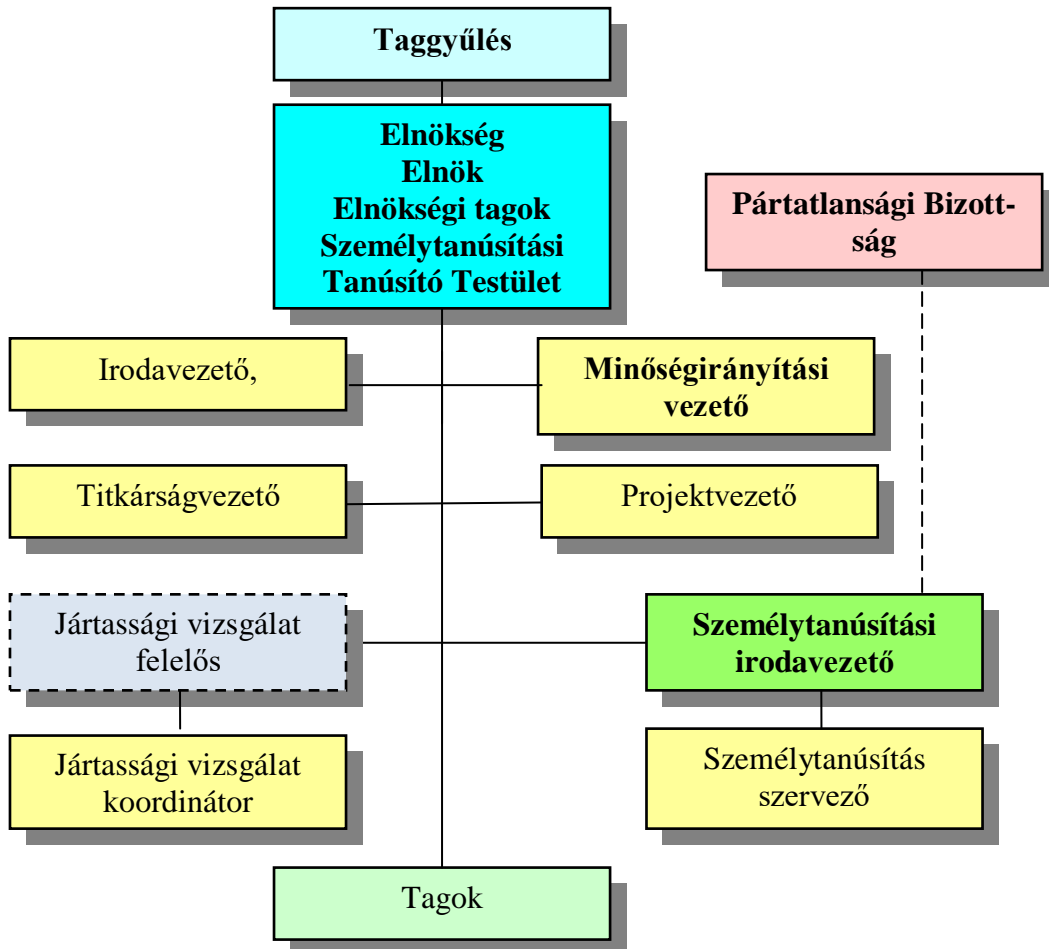 Taggyűlés
Elnökség
Elnök
Elnökségi tagok
Személytanúsítási
Tanúsító Testület
Pártatlansági Bizott-
ság
Irodavezető,
Minőségirányítási
vezető
Titkárságvezető
Projektvezető
Jártassági vizsgálat
felelős
Személytanúsítási
irodavezető
Jártassági vizsgálat
koordinátor
Személytanúsítás
szervező
Tagok